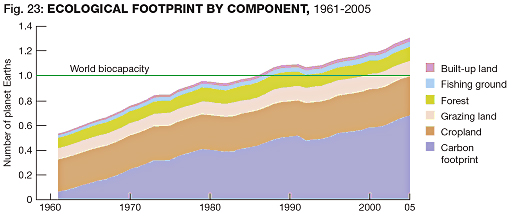 Fig. 23: ECOLOGICAL FOOTPRINT BY COMPONENT, 1961-2005
Number of planet Earths
1.4
1.2
1.0
0.8
0.6
0.4
0.2
0
World biocapacity
1960
1970
1980
1990
2000
05
Built-up land
Fishing ground
Forest
Grazing land
Cropland
Carbon
footprint